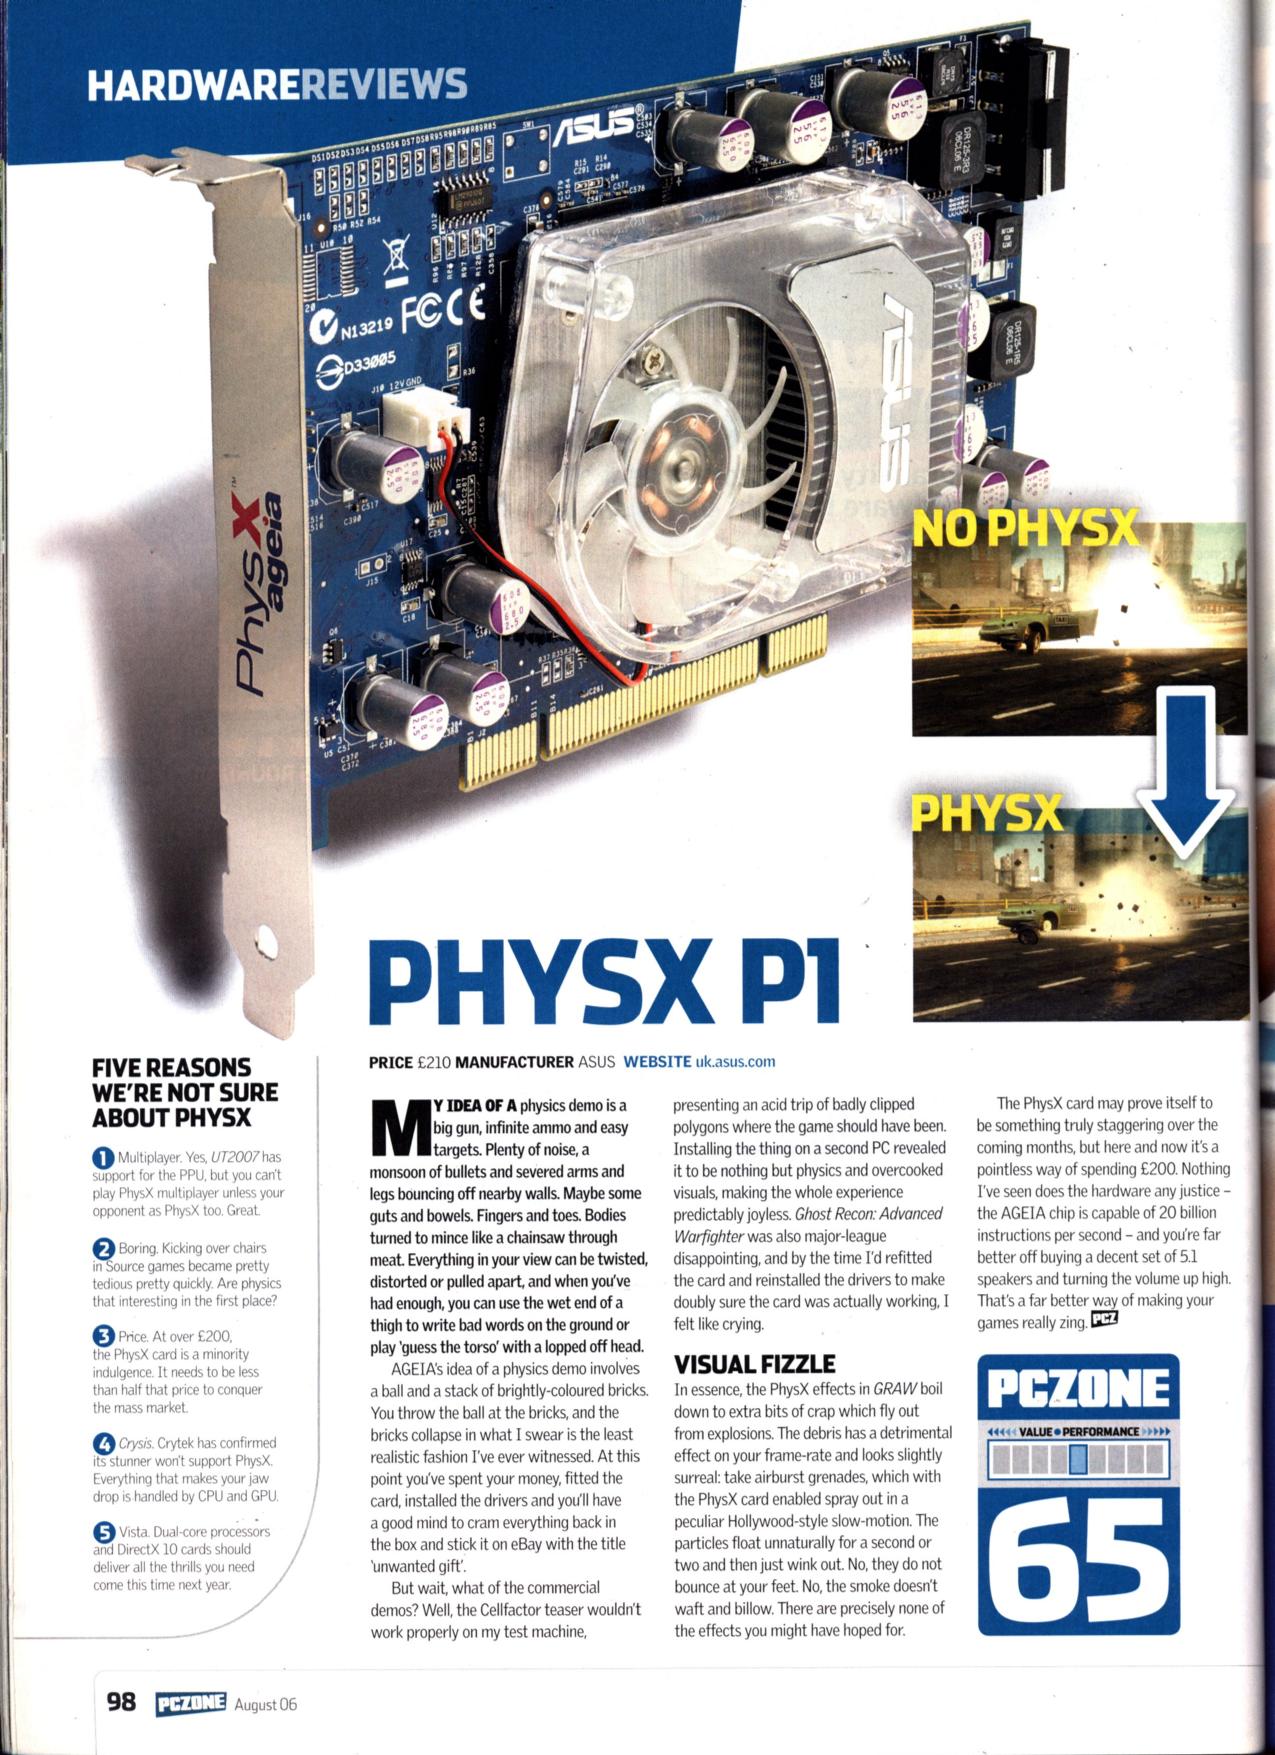 HARDWAREREVIEWS
ASUS®
N13219
FCC CE
D33005
J10 12V GND
PhysX™
ageia
ASUS
NO PHYSX
PHYSX
PHYSX P1
PRICE £210 MANUFACTURER ASUS WEBSITE uk.asus.com
FIVE REASONS
WE'RE NOT SURE
ABOUT PHYSX
1 Multiplayer. Yes, UT2007 has
support for the PPU, but you can't
play PhysX multiplayer unless your
opponent as PhysX too. Great.
2 Boring. Kicking over chairs
in Source games became pretty
tedious pretty quickly. Are physics
that interesting in the first place?
3 Price. At over £200,
the PhysX card is a minority
indulgence. It needs to be less
than half that price to conquer
the mass market.
4 Crysis. Crytek has confirmed
its stunner won't support PhysX.
Everything that makes your jaw
drop is handled by CPU and GPU.
5 Vista. Dual-core processors
and DirectX 10 cards should
deliver all the thrills you need
come this time next year.
MY IDEA OF A physics demo is a
big gun, infinite ammo and easy
targets. Plenty of noise, a
monsoon of bullets and severed arms and
legs bouncing off nearby walls. Maybe some
guts and bowels. Fingers and toes. Bodies
turned to mince like a chainsaw through
meat. Everything in your view can be twisted,
distorted or pulled apart, and when you've
had enough, you can use the wet end of a
thigh to write bad words on the ground or
play 'guess the torso' with a lopped off head.
AGEIA's idea of a physics demo involves
a ball and a stack of brightly-coloured bricks.
You throw the ball at the bricks, and the
bricks collapse in what I swear is the least
realistic fashion I've ever witnessed. At this
point you've spent your money, fitted the
card, installed the drivers and you'll have
a good mind to cram everything back in
the box and stick it on eBay with the title
'unwanted gift'.
But wait, what of the commercial
demos? Well, the Cellfactor teaser wouldn't
work properly on my test machine,
presenting an acid trip of badly clipped
polygons where the game should have been.
Installing the thing on a second PC revealed
it to be nothing but physics and overcooked
visuals, making the whole experience
predictably joyless. Ghost Recon: Advanced
Warfighter was also major-league
disappointing, and by the time I'd refitted
the card and reinstalled the drivers to make
doubly sure the card was actually working, I
felt like crying.
VISUAL FIZZLE
In essence, the PhysX effects in GRAW boil
down to extra bits of crap which fly out
from explosions. The debris has a detrimental
effect on your frame-rate and looks slightly
surreal: take airburst grenades, which with
the PhysX card enabled spray out in a
peculiar Hollywood-style slow-motion. The
particles float unnaturally for a second or
two and then just wink out. No, they do not
bounce at your feet. No, the smoke doesn't
waft and billow. There are precisely none of
the effects you might have hoped for.
The PhysX card may prove itself to
be something truly staggering over the
coming months, but here and now it's a
pointless way of spending £200. Nothing
I've seen does the hardware any justice –
the AGEIA chip is capable of 20 billion
instructions per second – and you're far
better off buying a decent set of 5.1
speakers and turning the volume up high.
That's a far better way of making your
games really zing. PCZ
PCZONE
VALUE PERFORMANCE
65
98 PCZONE August 06